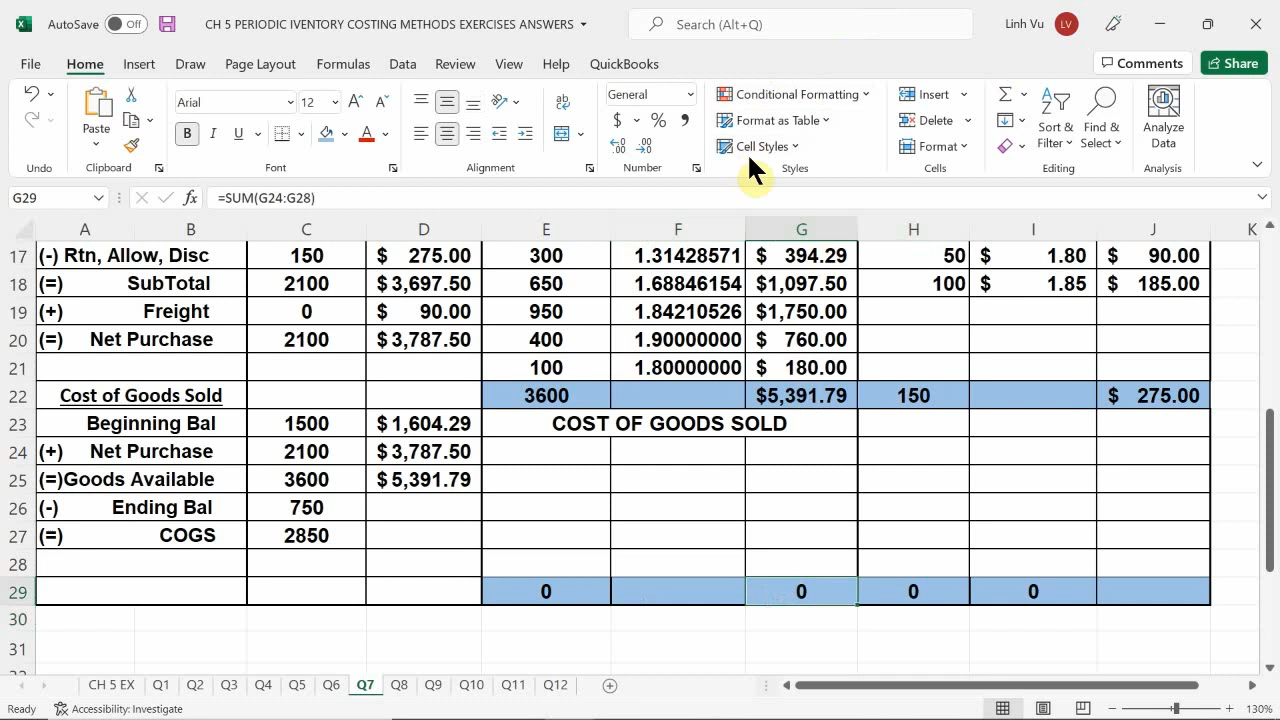 AutoSave Off CH 5 PERIODIC IVENTORY COSTING METHODS EXERCISES ANSWERS Search (Alt+Q) Linh Vu LV
File Home Insert Draw Page Layout Formulas Data Review View Help QuickBooks Comments Share
Paste Arial 12 General Conditional Formatting Insert
B I U A $ % Format as Table Delete Sort & Filter Find & Select Analyze Data
Cell Styles Format
Undo Clipboard Font Alignment Number Styles Cells Editing Analysis
G29 fx =SUM(G24:G28)
A B C D E F G H I J K
17 (-) Rtn, Allow, Disc 150 $ 275.00 300 1.31428571 $ 394.29 50 $ 1.80 $ 90.00
18 (=) SubTotal 2100 $ 3,697.50 650 1.68846154 $1,097.50 100 $ 1.85 $ 185.00
19 (+) Freight 0 $ 90.00 950 1.84210526 $1,750.00
20 (=) Net Purchase 2100 $ 3,787.50 400 1.90000000 $ 760.00
21 100 1.80000000 $ 180.00
22 Cost of Goods Sold 3600 $5,391.79 150 $ 275.00
23 Beginning Bal 1500 $ 1,604.29 COST OF GOODS SOLD
24 (+) Net Purchase 2100 $ 3,787.50
25 (=)Goods Available 3600 $ 5,391.79
26 (-) Ending Bal 750
27 (=) COGS 2850
28
29 0 0 0 0
30
31
CH 5 EX Q1 Q2 Q3 Q4 Q5 Q6 Q7 Q8 Q9 Q10 Q11 Q12
Ready Accessibility: Investigate 130%